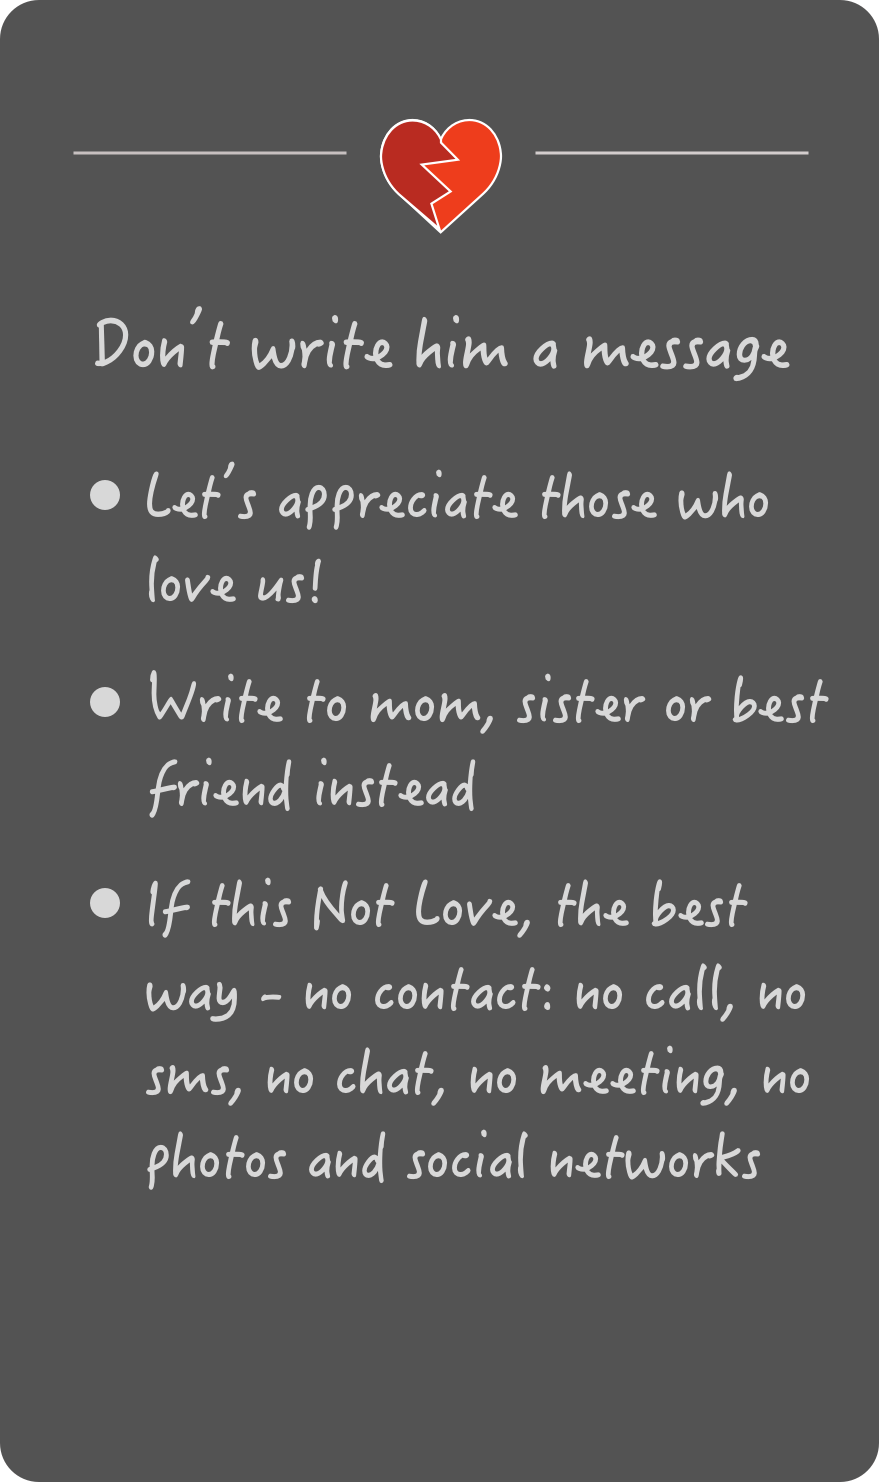 Don't write him a message
• Let's appreciate those who
love us!
• Write to mom, sister or best
friend instead
• If this Not Love, the best
way - no contact: no call, no
sms, no chat, no meeting, no
photos and social networks